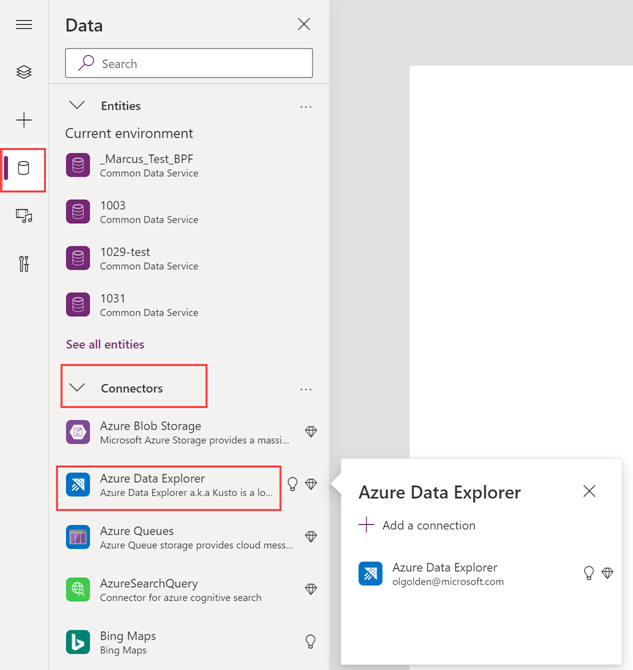 Data
Search
Entities
...
Current environment
_Marcus_Test_BPF
Common Data Service
1003
Common Data Service
1029-test
Common Data Service
1031
Common Data Service
See all entities
Connectors
...
Azure Blob Storage
Microsoft Azure Storage provides a massi...
Azure Data Explorer
Azure Data Explorer a.k.a Kusto is a lo...
Azure Queues
Azure Queue storage provides cloud mess...
AzureSearchQuery
Connector for azure cognitive search
Bing Maps
Bing Maps
Azure Data Explorer
Add a connection
Azure Data Explorer
olgolden@microsoft.com